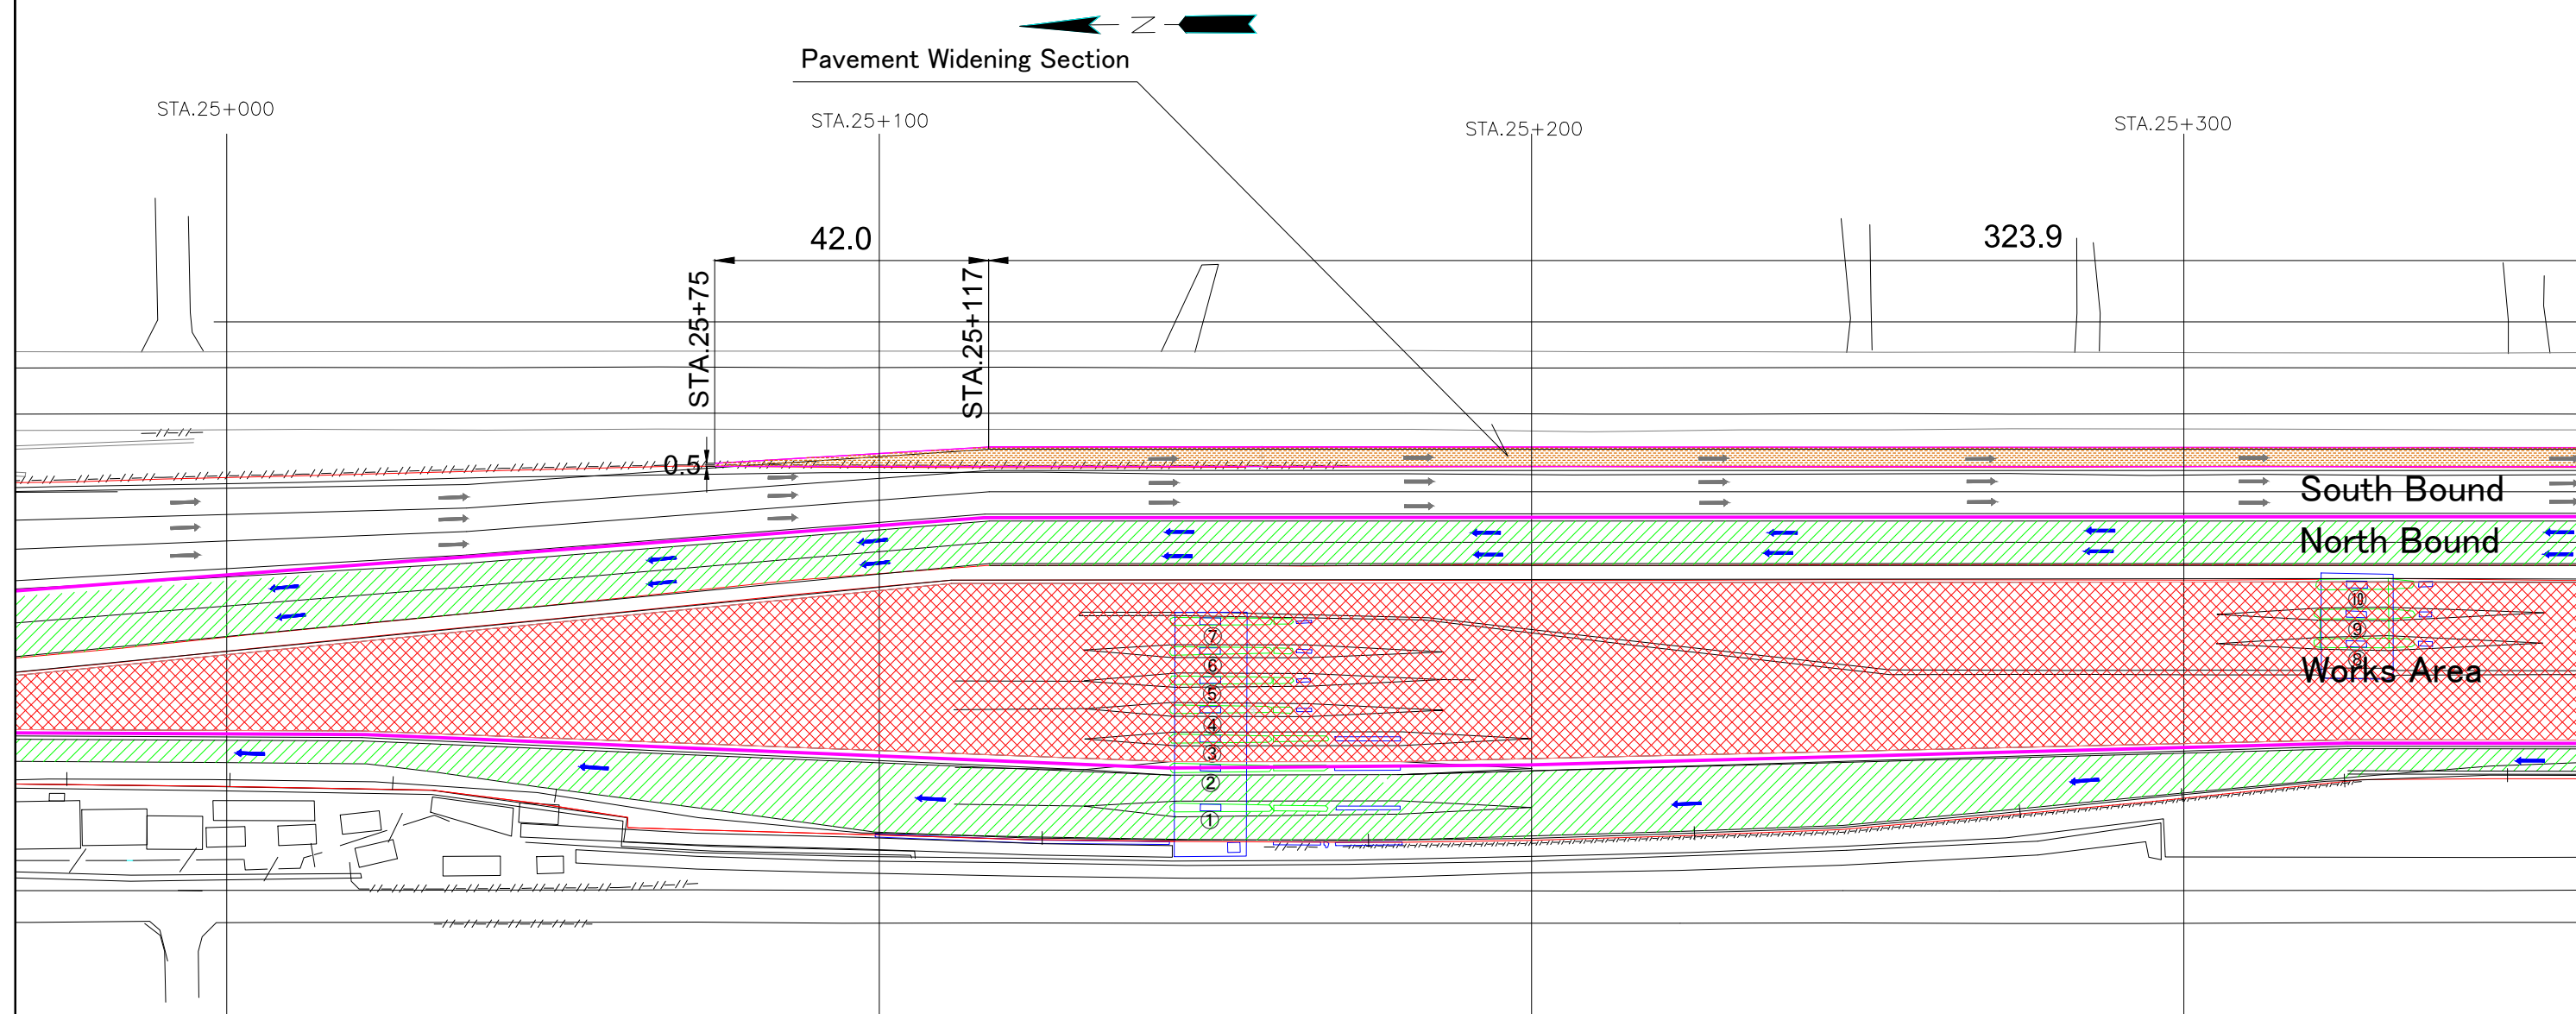 N
Pavement Widening Section
STA.25+000
STA.25+100
STA.25+200
STA.25+300
42.0
323.9
STA.25+75
STA.25+117
0.5
South Bound
North Bound
Works Area
⑦
⑥
⑤
④
③
②
①
⑩
⑨
⑧